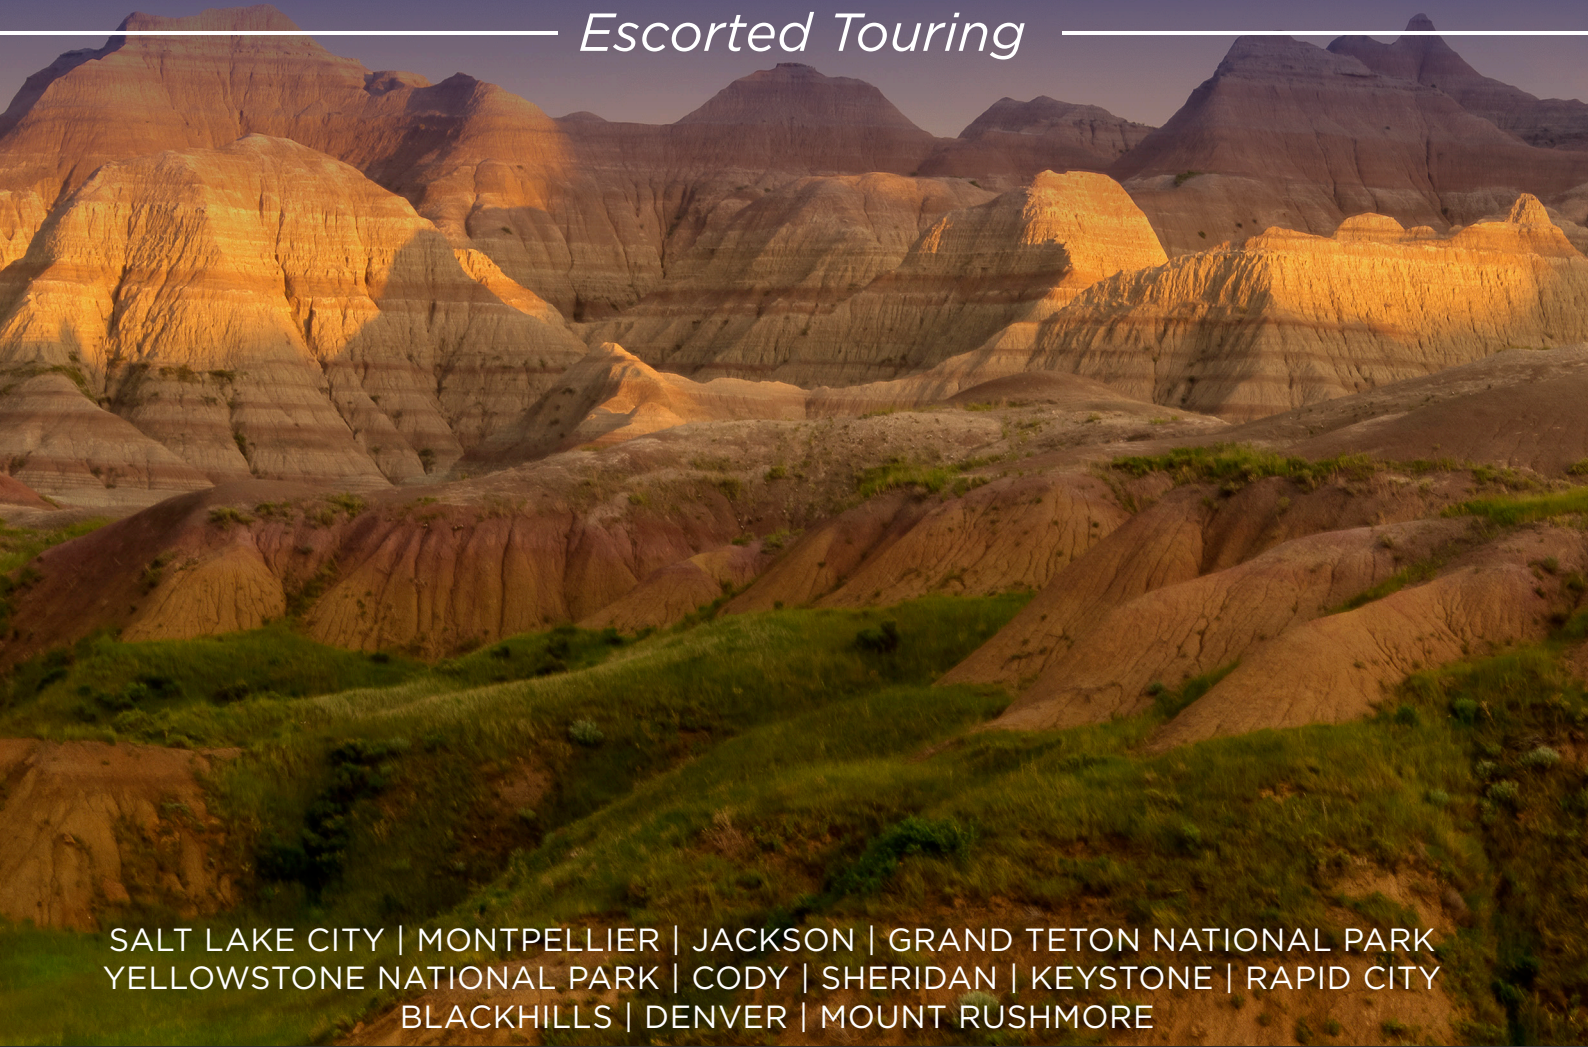 Escorted Touring
SALT LAKE CITY | MONTPELLIER | JACKSON | GRAND TETON NATIONAL PARK
YELLOWSTONE NATIONAL PARK | CODY | SHERIDAN | KEYSTONE | RAPID CITY
BLACKHILLS | DENVER | MOUNT RUSHMORE